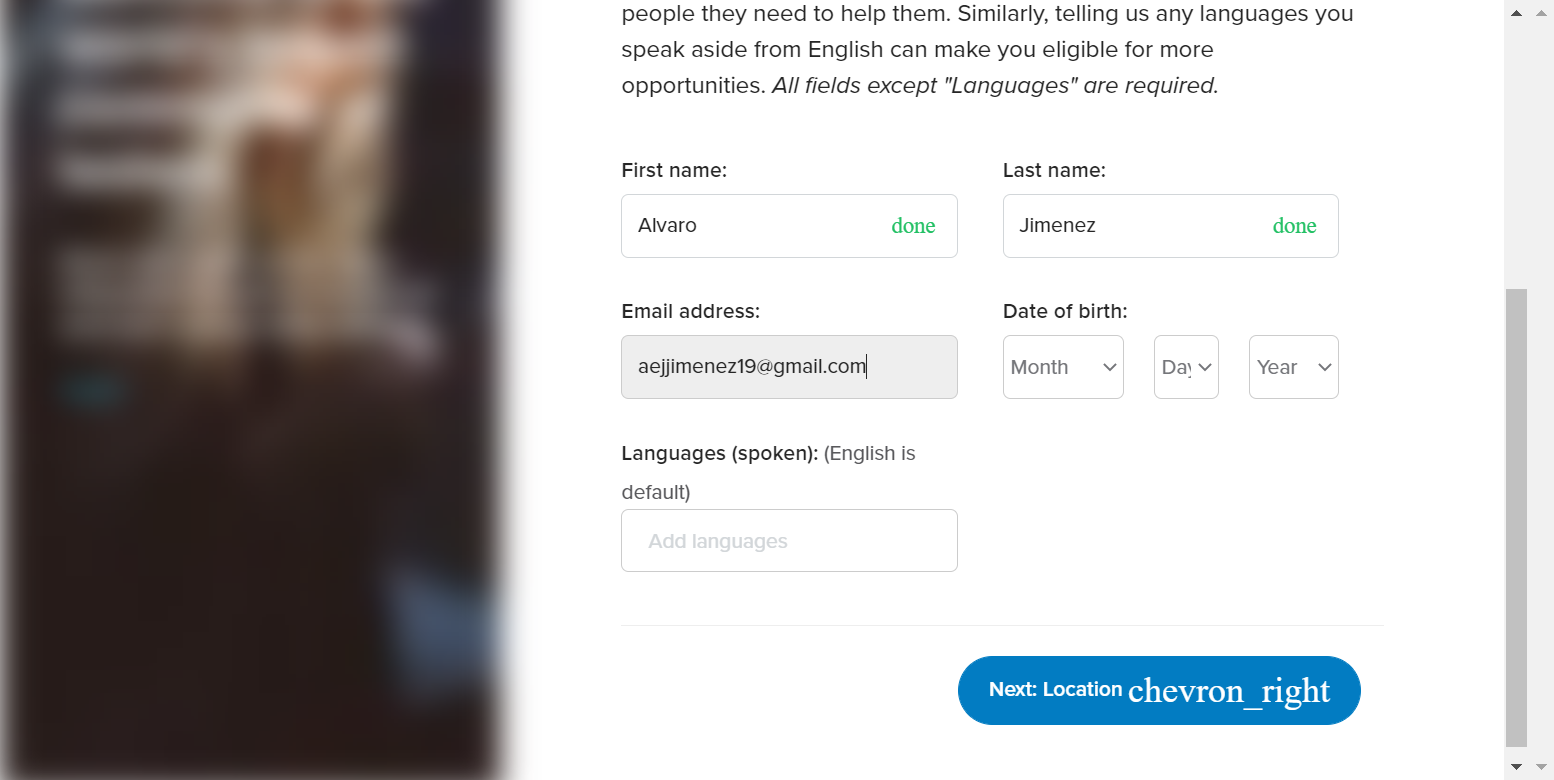 people they need to help them. Similarly, telling us any languages you
speak aside from English can make you eligible for more
opportunities. All fields except "Languages" are required.
First name:
Last name:
Alvaro done
Jimenez done
Email address:
Date of birth:
aejjimenez19@gmail.com
Month Day Year
Languages (spoken): (English is
default)
Add languages
Next: Location chevron_right